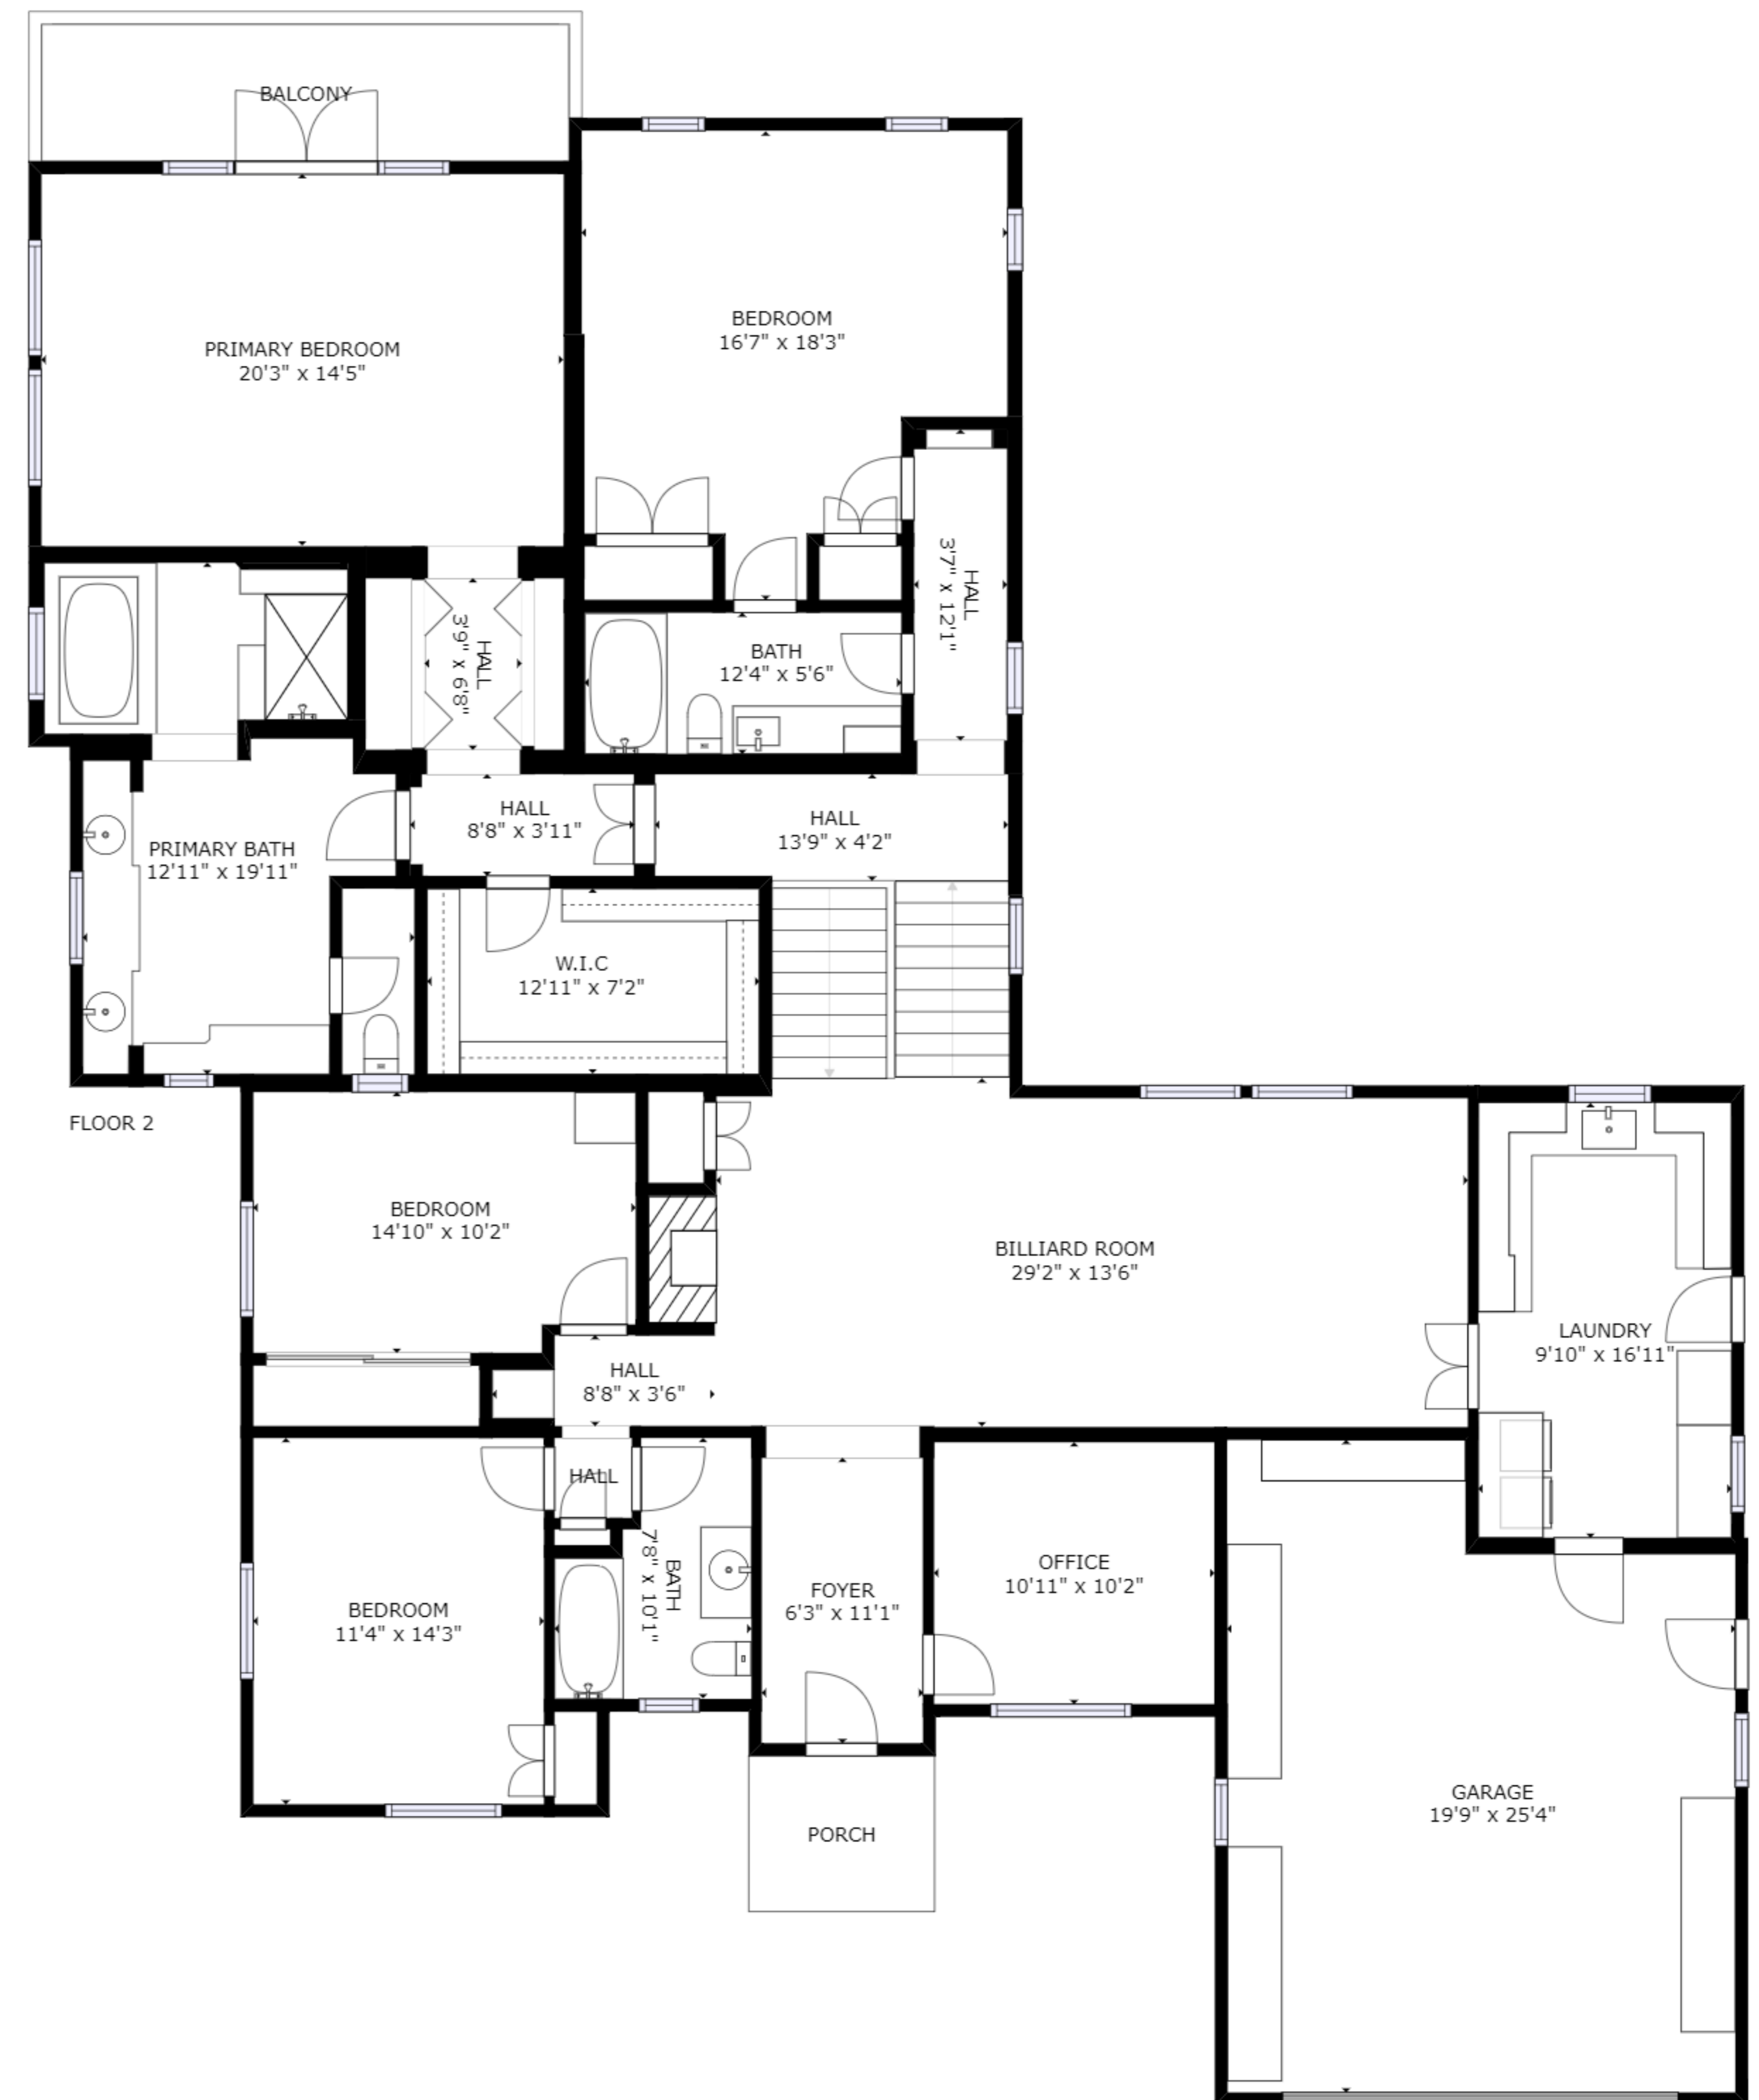 BALCONY
PRIMARY BEDROOM
20'3" x 14'5"
BEDROOM
16'7" x 18'3"
HALL
3'9" x 6'8"
BATH
12'4" x 5'6"
HALL
3'7" x 12'1"
HALL
8'8" x 3'11"
HALL
13'9" x 4'2"
PRIMARY BATH
12'11" x 19'11"
W.I.C
12'11" x 7'2"
FLOOR 2
BEDROOM
14'10" x 10'2"
BILLIARD ROOM
29'2" x 13'6"
LAUNDRY
9'10" x 16'11"
HALL
8'8" x 3'6"
HALL
BATH
7'8" x 10'1"
BEDROOM
11'4" x 14'3"
FOYER
6'3" x 11'1"
OFFICE
10'11" x 10'2"
GARAGE
19'9" x 25'4"
PORCH